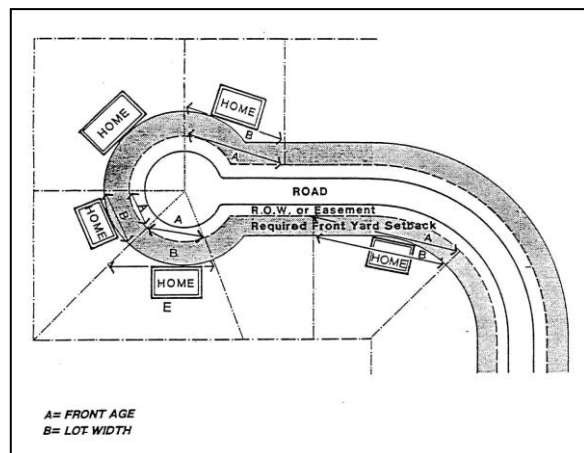 HOME
HOME
B
A
ROAD
R.O.W. or Easement
Required Front Yard Setback
A
B
A
HOME
B
A
HOME
B
HOME
E
A= FRONT AGE
B= LOT WIDTH